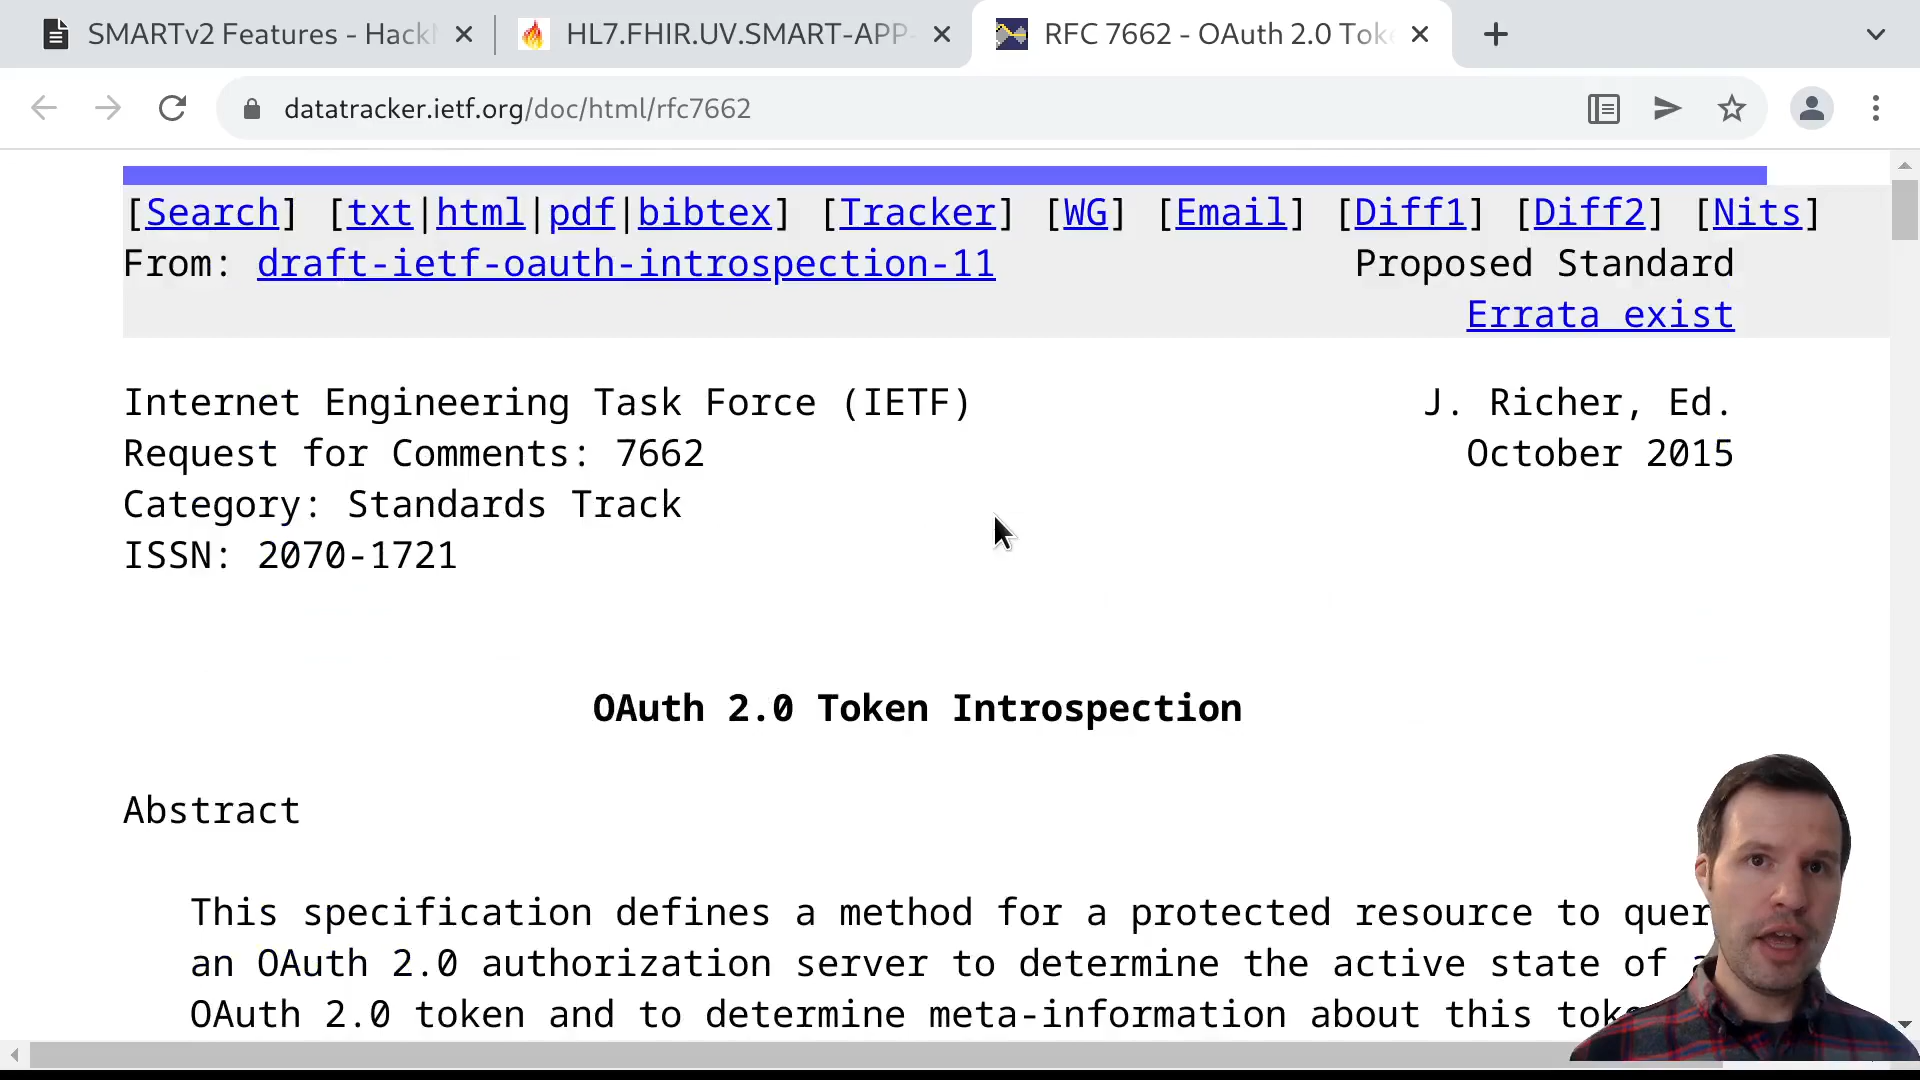 SMARTv2 Features - Hack
HL7.FHIR.UV.SMART-APP-
RFC 7662 - OAuth 2.0 Tok
datatracker.ietf.org/doc/html/rfc7662
[Search] [txt|html|pdf|bibtex] [Tracker] [WG] [Email] [Diff1] [Diff2] [Nits]
From: draft-ietf-oauth-introspection-11 Proposed Standard
Errata exist
Internet Engineering Task Force (IETF) J. Richer, Ed.
Request for Comments: 7662 October 2015
Category: Standards Track
ISSN: 2070-1721
OAuth 2.0 Token Introspection
Abstract
This specification defines a method for a protected resource to quer
an OAuth 2.0 authorization server to determine the active state of
OAuth 2.0 token and to determine meta-information about this tok